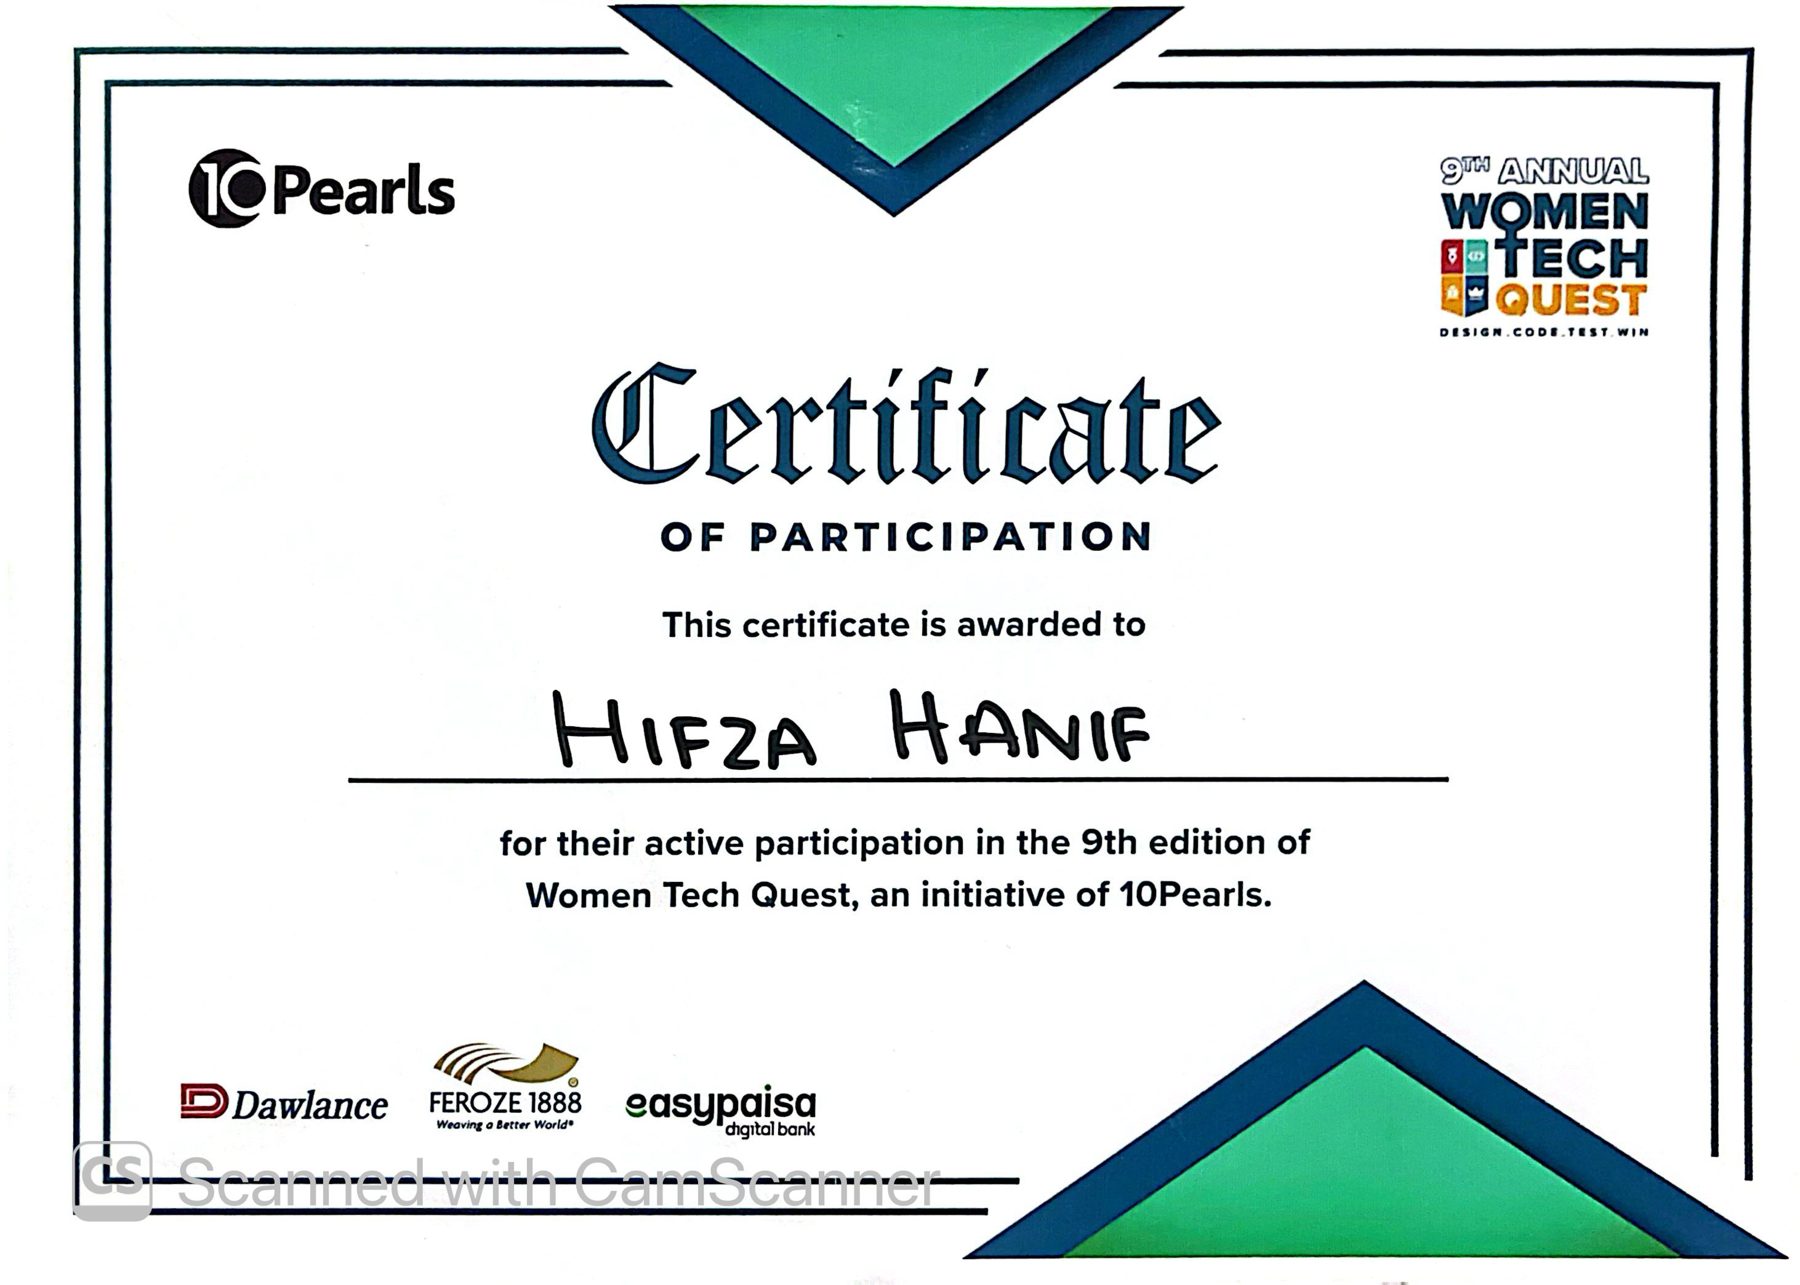 10Pearls
9TH ANNUAL
WOMEN
TECH
QUEST
DESIGN.CODE.TEST.WIN
Certificate
OF PARTICIPATION
This certificate is awarded to
HIFZA HANIF
for their active participation in the 9th edition of
Women Tech Quest, an initiative of 10Pearls.
Dawlance
FEROZE 1888
Weaving a Better World®
easypaisa
digital bank
CS Scanned with CamScanner